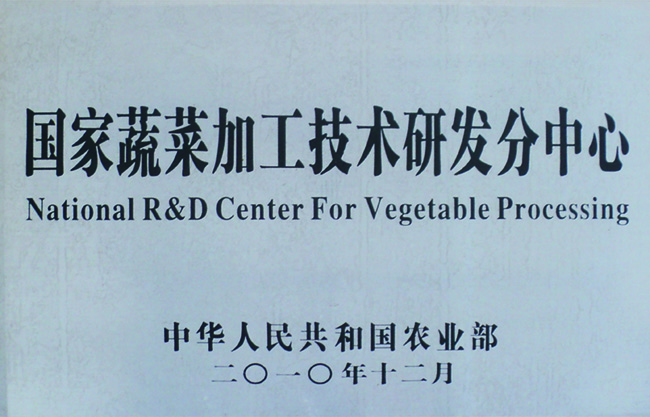 国家蔬菜加工技术研发分中心
National R&D Center For Vegetable Processing
中华人民共和国农业部
二〇一〇年十二月